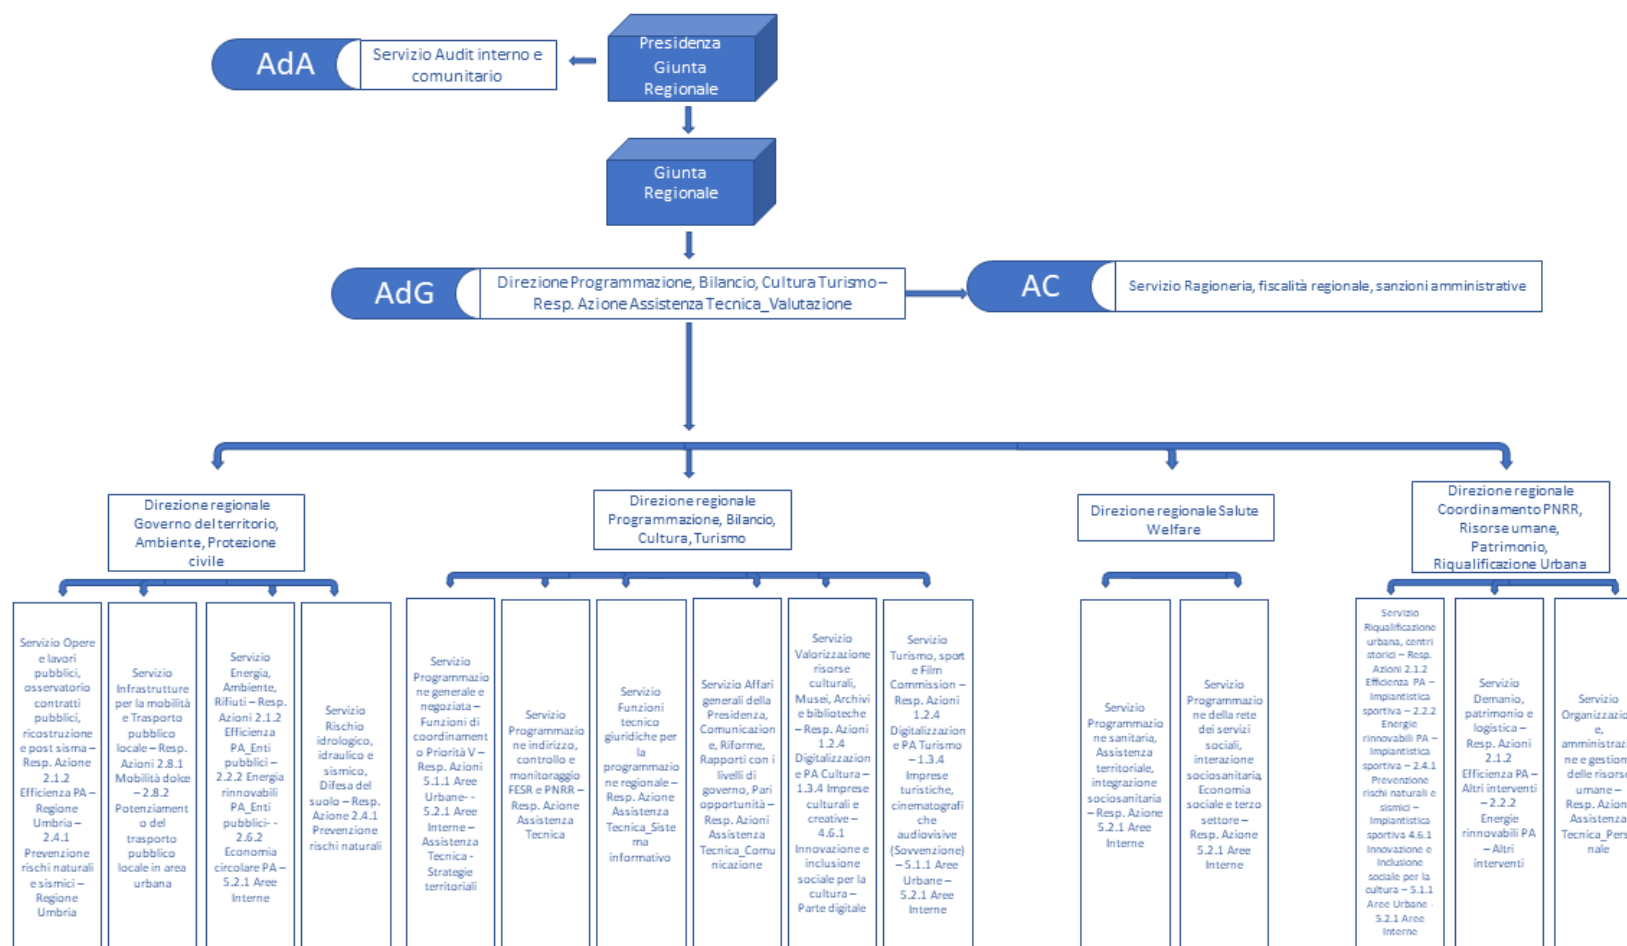 Presidenza
Giunta
Regionale
AdA
Servizio Audit interno e
comunitario
Giunta
Regionale
AdG
Direzione Programmazione, Bilancio, Cultura Turismo –
Resp. Azione Assistenza Tecnica_Valutazione
AC
Servizio Ragioneria, fiscalità regionale, sanzioni amministrative
Direzione regionale
Governo del territorio,
Ambiente, Protezione
civile
Direzione regionale
Programmazione, Bilancio,
Cultura, Turismo
Direzione regionale Salute
Welfare
Direzione regionale
Coordinamento PNRR,
Risorse umane,
Patrimonio,
Riqualificazione Urbana
Servizio Opere
e lavori
pubblici,
osservatorio
contratti
pubblici,
ricostruzione
e post sisma –
Resp. Azione
2.1.2
Efficienza PA –
Regione
Umbria –
2.4.1
Prevenzione
rischi naturali
e sismici –
Regione
Umbria
Servizio
Infrastrutture
per la mobilità
e Trasporto
pubblico
locale – Resp.
Azioni 2.8.1
Mobilità dolce
– 2.8.2
Potenziament
o del
trasporto
pubblico
locale in area
urbana
Servizio
Energia,
Ambiente,
Rifiuti – Resp.
Azioni 2.1.2
Efficienza
PA_Enti
pubblici –
2.2.2 Energia
rinnovabili
PA_Enti
pubblici- -
2.6.2
Economia
circolare PA –
5.2.1 Aree
Interne
Servizio
Rischio
idrologico,
idraulico e
sismico,
Difesa del
suolo – Resp.
Azione 2.4.1
Prevenzione
rischi naturali
Servizio
Programmazio
ne generale e
negoziata –
Funzioni di
coordinament
o Priorità V –
Resp. Azioni
5.1.1 Aree
Urbane- -
5.2.1 Aree
Interne –
Assistenza
Tecnica -
Strategie
territoriali
Servizio
Programmazio
ne indirizzo,
controllo e
monitoraggio
FESR e PNRR –
Resp. Azione
Assistenza
Tecnica
Servizio
Funzioni
tecnico
giuridiche per
la
programmazio
ne regionale –
Resp. Azione
Assistenza
Tecnica_Siste
ma
informativo
Servizio Affari
generali della
Presidenza,
Comunicazion
e, Riforme,
Rapporti con i
livelli di
governo, Pari
opportunità –
Resp. Azioni
Assistenza
Tecnica_Comu
nicazione
Servizio
Valorizzazione
risorse
culturali,
Musei, Archivi
e biblioteche
– Resp. Azioni
1.2.4
Digitalizzazion
e PA Cultura –
1.3.4 Imprese
culturali e
creative –
4.6.1
Innovazione e
inclusione
sociale per la
cultura –
Parte digitale
Servizio
Turismo, sport
e Film
Commission –
Resp. Azioni
1.2.4
Digitalizzazion
e PA Turismo
– 1.3.4
Imprese
turistiche,
cinematografi
che
audiovisive
(Sovvenzione)
– 5.1.1 Aree
Urbane –
5.2.1 Aree
Interne
Servizio
Programmazio
ne sanitaria,
Assistenza
territoriale,
integrazione
sociosanitaria
– Resp. Azione
5.2.1 Aree
Interne
Servizio
Programmazio
ne della rete
dei servizi
sociali,
interazione
sociosanitaria,
Economia
sociale e terzo
settore –
Resp. Azione
5.2.1 Aree
Interne
Servizio
Riqualificazione
urbana, centri
storici – Resp.
Azioni 2.1.2
Efficienza PA –
Impiantistica
sportiva – 2.2.2
Energie
rinnovabili PA –
Impiantistica
sportiva – 2.4.1
Prevenzione
rischi naturali e
sismici –
Impiantistica
sportiva 4.6.1
Innovazione e
Inclusione
sociale per la
cultura – 5.1.1
Aree Urbane -
5.2.1 Aree
Interne
Servizio
Demanio,
patrimonio e
logistica –
Resp. Azioni
2.1.2
Efficienza PA –
Altri interventi
– 2.2.2
Energie
rinnovabili PA
– Altri
interventi
Servizio
Organizzazion
e,
amministrazio
ne e gestione
delle risorse
umane –
Resp. Azione
Assistenza
Tecnica_Perso
nale